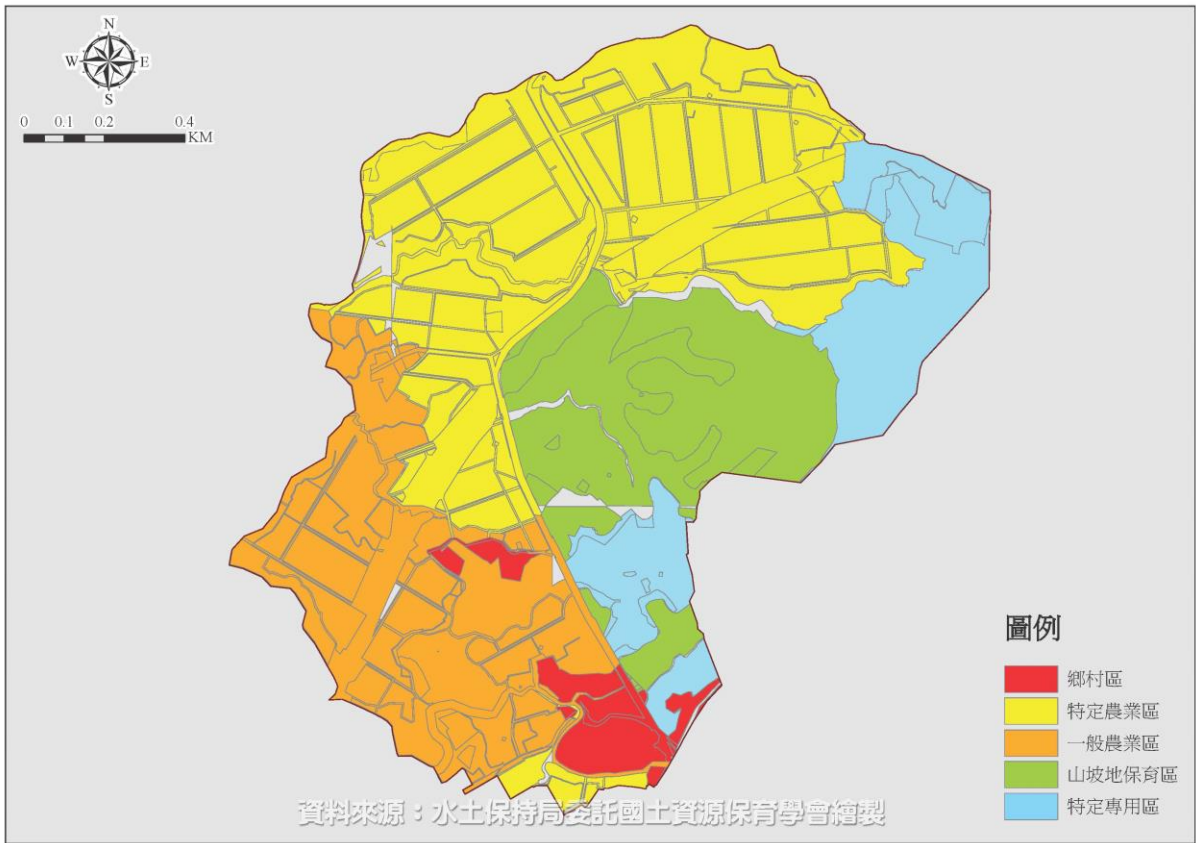 N
W E
S
0 0.1 0.2 0.4
KM
圖例
鄉村區
特定農業區
一般農業區
山坡地保育區
特定專用區
資料來源：水土保持局委託國土資源保育學會繪製